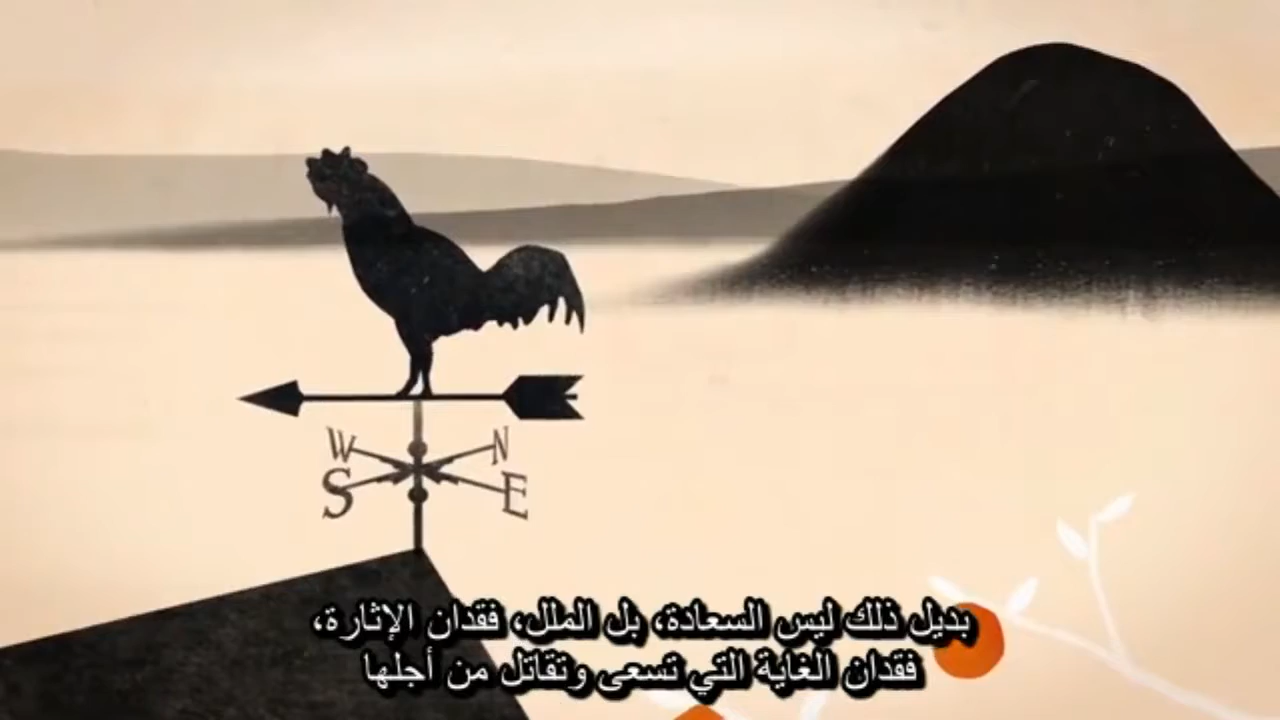 W N
S E
بديل ذلك ليس السعادة، بل الملل، فقدان الإثارة،
فقدان الغاية التي تسعى وتقاتل من أجلها